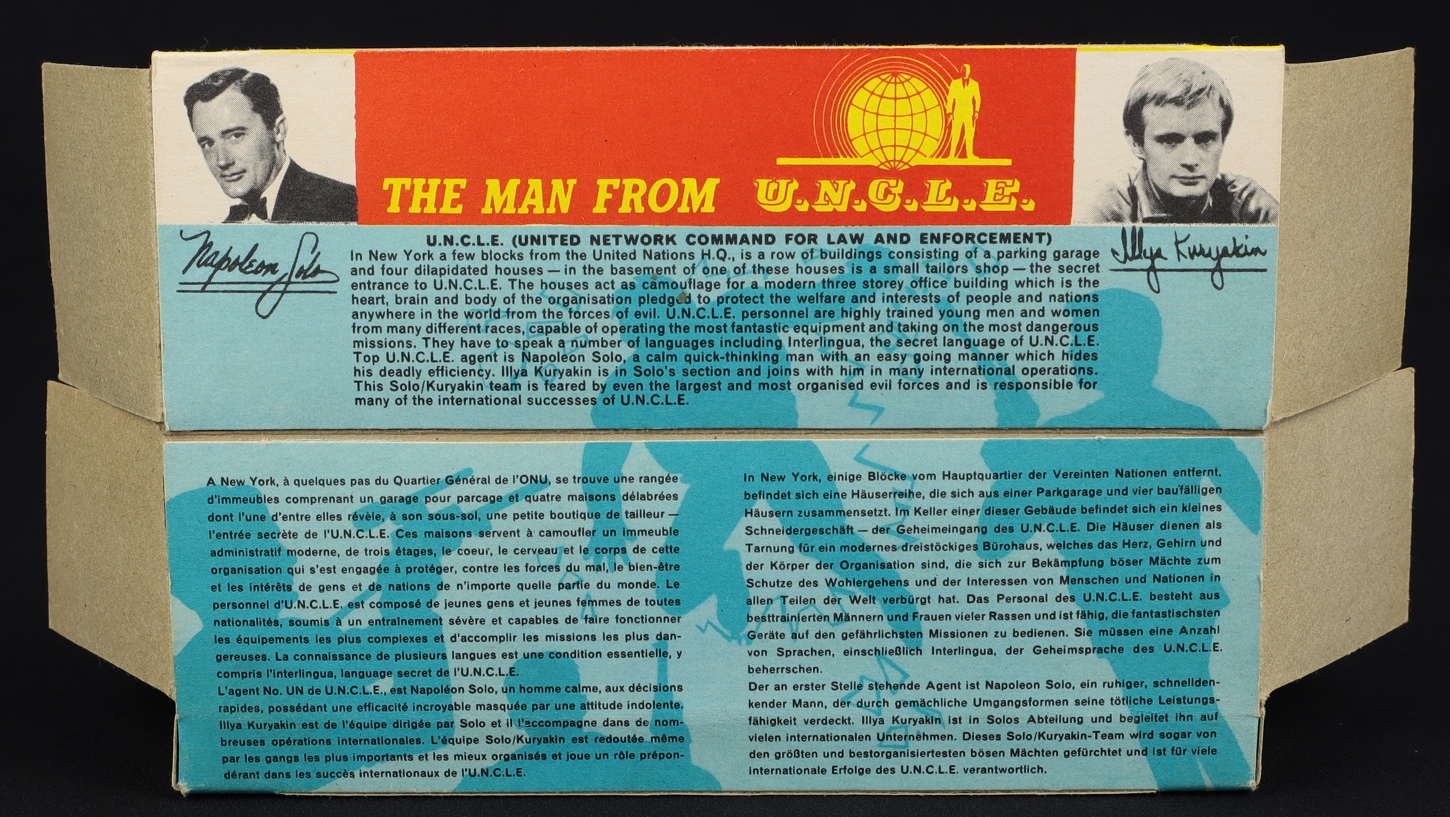 THE MAN FROM U.N.C.L.E.
Napoleon Solo
Illya Kuryakin
U.N.C.L.E. (UNITED NETWORK COMMAND FOR LAW AND ENFORCEMENT)
In New York a few blocks from the United Nations H.Q., is a row of buildings consisting of a parking garage
and four dilapidated houses — in the basement of one of these houses is a small tailors shop — the secret
entrance to U.N.C.L.E. The houses act as camouflage for a modern three storey office building which is the
heart, brain and body of the organisation pledged to protect the welfare and interests of people and nations
anywhere in the world from the forces of evil. U.N.C.L.E. personnel are highly trained young men and women
from many different races, capable of operating the most fantastic equipment and taking on the most dangerous
missions. They have to speak a number of languages including Interlingua, the secret language of U.N.C.L.E.
Top U.N.C.L.E. agent is Napoleon Solo, a calm quick-thinking man with an easy going manner which hides
his deadly efficiency. Illya Kuryakin is in Solo's section and joins with him in many international operations.
This Solo/Kuryakin team is feared by even the largest and most organised evil forces and is responsible for
many of the international successes of U.N.C.L.E.
A New York, à quelques pas du Quartier Général de l'ONU, se trouve une rangée
d'immeubles comprenant un garage pour parcage et quatre maisons délabrées
dont l'une d'entre elles révèle, à son sous-sol, une petite boutique de tailleur —
l'entrée secrète de l'U.N.C.L.E. Ces maisons servent à camoufler un immeuble
administratif moderne, de trois étages, le coeur, le cerveau et le corps de cette
organisation qui s'est engagée à protéger, contre les forces du mal, le bien-être
et les intérêts de gens et de nations de n'importe quelle partie du monde. Le
personnel d'U.N.C.L.E. est composé de jeunes gens et jeunes femmes de toutes
nationalités, soumis à un entraînement sévère et capables de faire fonctionner
les équipements les plus complexes et d'accomplir les missions les plus dan-
gereuses. La connaissance de plusieurs langues est une condition essentielle, y
compris l'interlingua, language secret de l'U.N.C.L.E.
L'agent No. UN de U.N.C.L.E., est Napoléon Solo, un homme calme, aux décisions
rapides, possédant une efficacité incroyable masquée par une attitude indolente.
Illya Kuryakin est de l'équipe dirigée par Solo et il l'accompagne dans de nom-
breuses opérations internationales. L'équipe Solo/Kuryakin est redoutée même
par les gangs les plus importants et les mieux organisés et joue un rôle prépon-
dérant dans les succès internationaux de l'U.N.C.L.E.
In New York, einige Blöcke vom Hauptquartier der Vereinten Nationen entfernt,
befindet sich eine Häuserreihe, die sich aus einer Parkgarage und vier baufälligen
Häusern zusammensetzt. Im Keller einer dieser Gebäude befindet sich ein kleines
Schneidergeschäft — der Geheimeingang des U.N.C.L.E. Die Häuser dienen als
Tarnung für ein modernes dreistöckiges Bürohaus, welches das Herz, Gehirn und
der Körper der Organisation sind, die sich zur Bekämpfung böser Mächte zum
Schutze des Wohlergehens und der Interessen von Menschen und Nationen in
allen Teilen der Welt verbürgt hat. Das Personal des U.N.C.L.E. besteht aus
besttrainierten Männern und Frauen vieler Rassen und ist fähig, die fantastischsten
Geräte auf den gefährlichsten Missionen zu bedienen. Sie müssen eine Anzahl
von Sprachen, einschließlich Interlingua, der Geheimsprache des U.N.C.L.E.
beherrschen.
Der an erster Stelle stehende Agent ist Napoleon Solo, ein ruhiger, schnellden-
kender Mann, der durch gemächliche Umgangsformen seine tötliche Leistungs-
fähigkeit verdeckt. Illya Kuryakin ist in Solos Abteilung und begleitet ihn auf
vielen internationalen Unternehmen. Dieses Solo/Kuryakin-Team wird sogar von
den größten und bestorganisiertesten bösen Mächten gefürchtet und ist für viele
internationale Erfolge des U.N.C.L.E. verantwortlich.